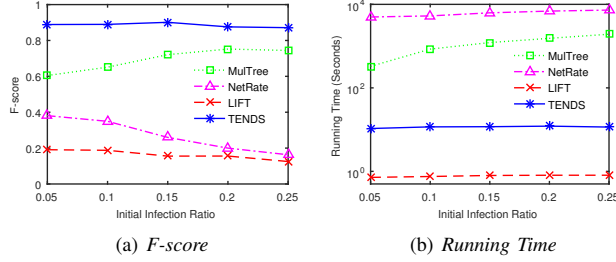 1
0.8
0.6
0.4
0.2
0
F-score
0.05 0.1 0.15 0.2 0.25
Initial Infection Ratio
MulTree
NetRate
LIFT
TENDS
(a) F-score
10^4
10^2
10^0
Running Time (Seconds)
0.05 0.1 0.15 0.2 0.25
Initial Infection Ratio
MulTree
NetRate
LIFT
TENDS
(b) Running Time